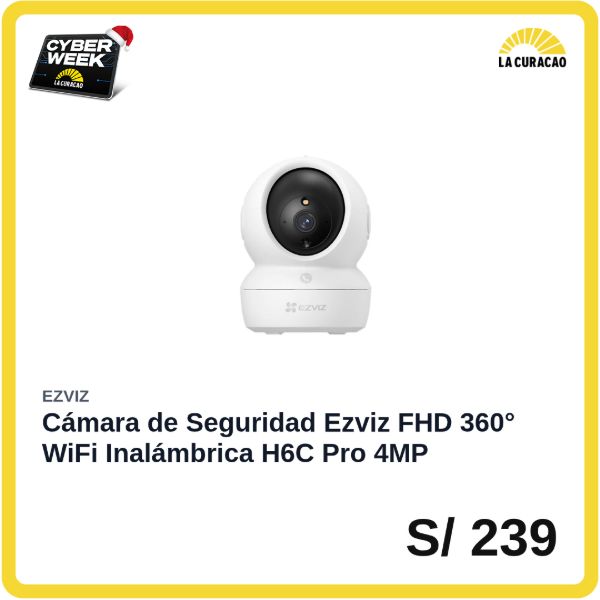 CYBER
WEEK
LA CURACAO
LA CURACAO
EZVIZ
EZVIZ
Cámara de Seguridad Ezviz FHD 360°
WiFi Inalámbrica H6C Pro 4MP
S/ 239